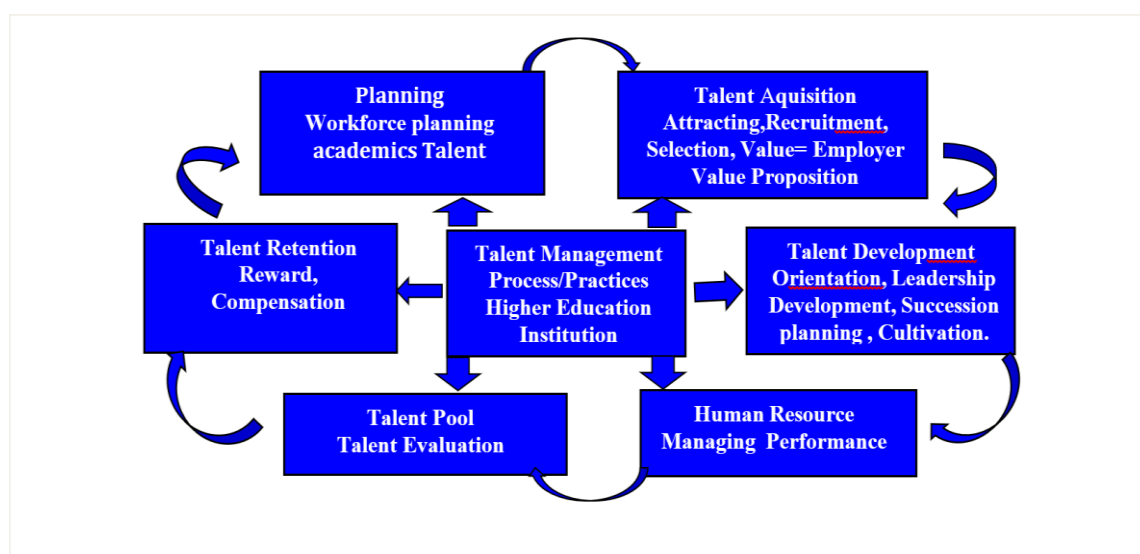 Planning
Workforce planning
academics Talent
Talent Aquisition
Attracting,Recruitment,
Selection, Value= Employer
Value Proposition
Talent Retention
Reward,
Compensation
Talent Management
Process/Practices
Higher Education
Institution
Talent Development
Orientation, Leadership
Development, Succession
planning , Cultivation.
Talent Pool
Talent Evaluation
Human Resource
Managing  Performance